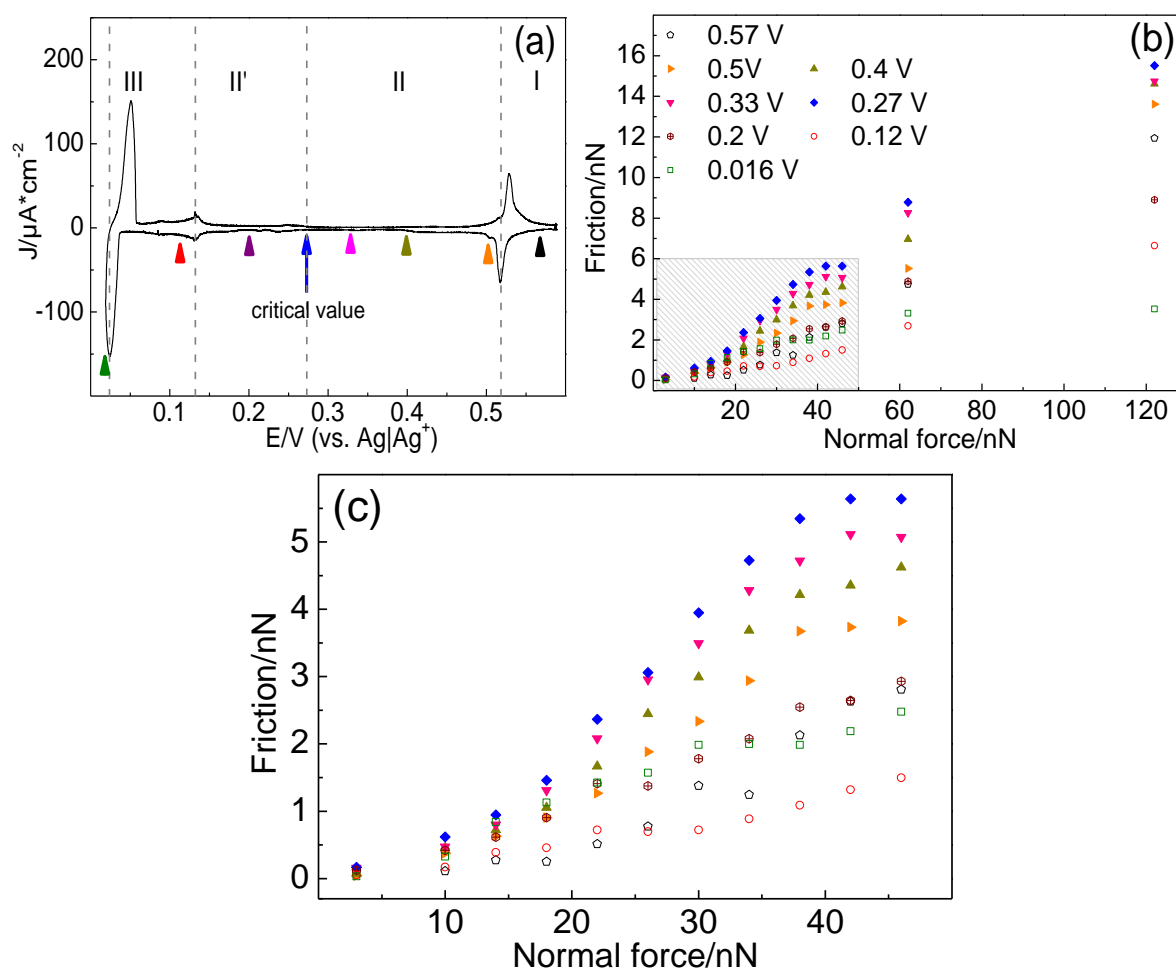 (a)
200
100
0
-100
J/µA*cm⁻²
III
II'
II
I
critical value
0.1
0.2
0.3
0.4
0.5
E/V (vs. Ag|Ag⁺)
(b)
16
14
12
10
8
6
4
2
0
Friction/nN
0.57 V
0.5V
0.4 V
0.33 V
0.27 V
0.2 V
0.12 V
0.016 V
20
40
60
80
100
120
Normal force/nN
(c)
5
4
3
2
1
0
Friction/nN
10
20
30
40
Normal force/nN